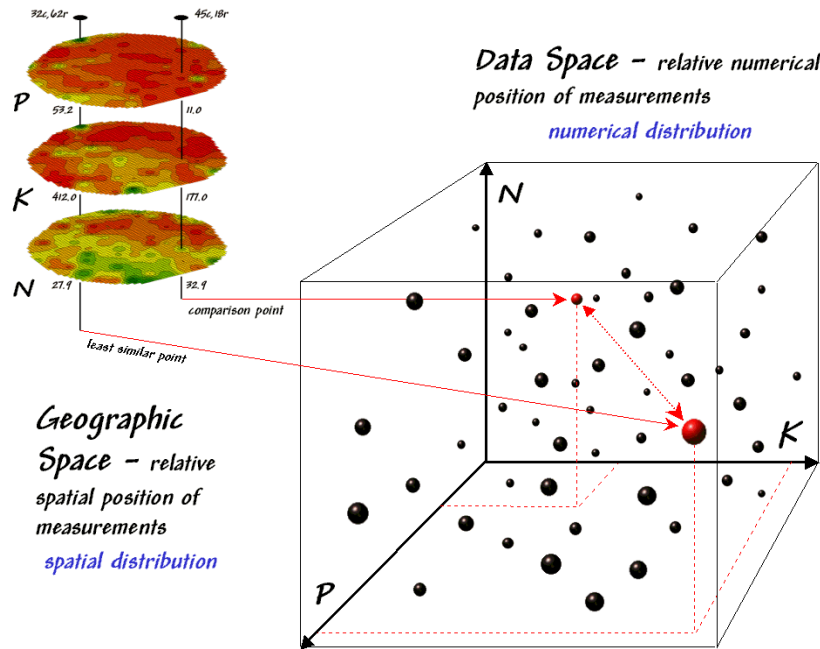 32c,62r
45c,18r
P
53.2
11.0
K
412.0
177.0
N
27.9
32.9
comparison point
least similar point
Data Space – relative numerical
position of measurements
numerical distribution
N
K
P
Geographic
Space – relative
spatial position of
measurements
spatial distribution